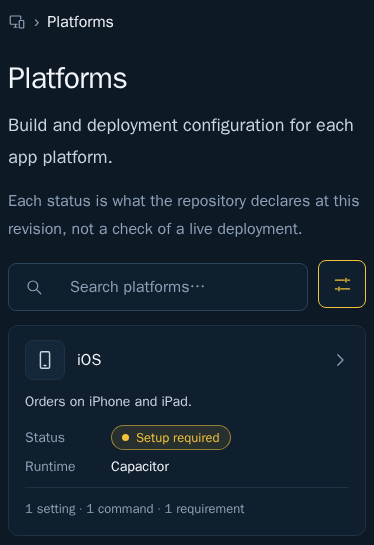 › Platforms
Platforms
Build and deployment configuration for each
app platform.
Each status is what the repository declares at this
revision, not a check of a live deployment.
Search platforms···
iOS
Orders on iPhone and iPad.
Status Setup required
Runtime Capacitor
1 setting · 1 command · 1 requirement